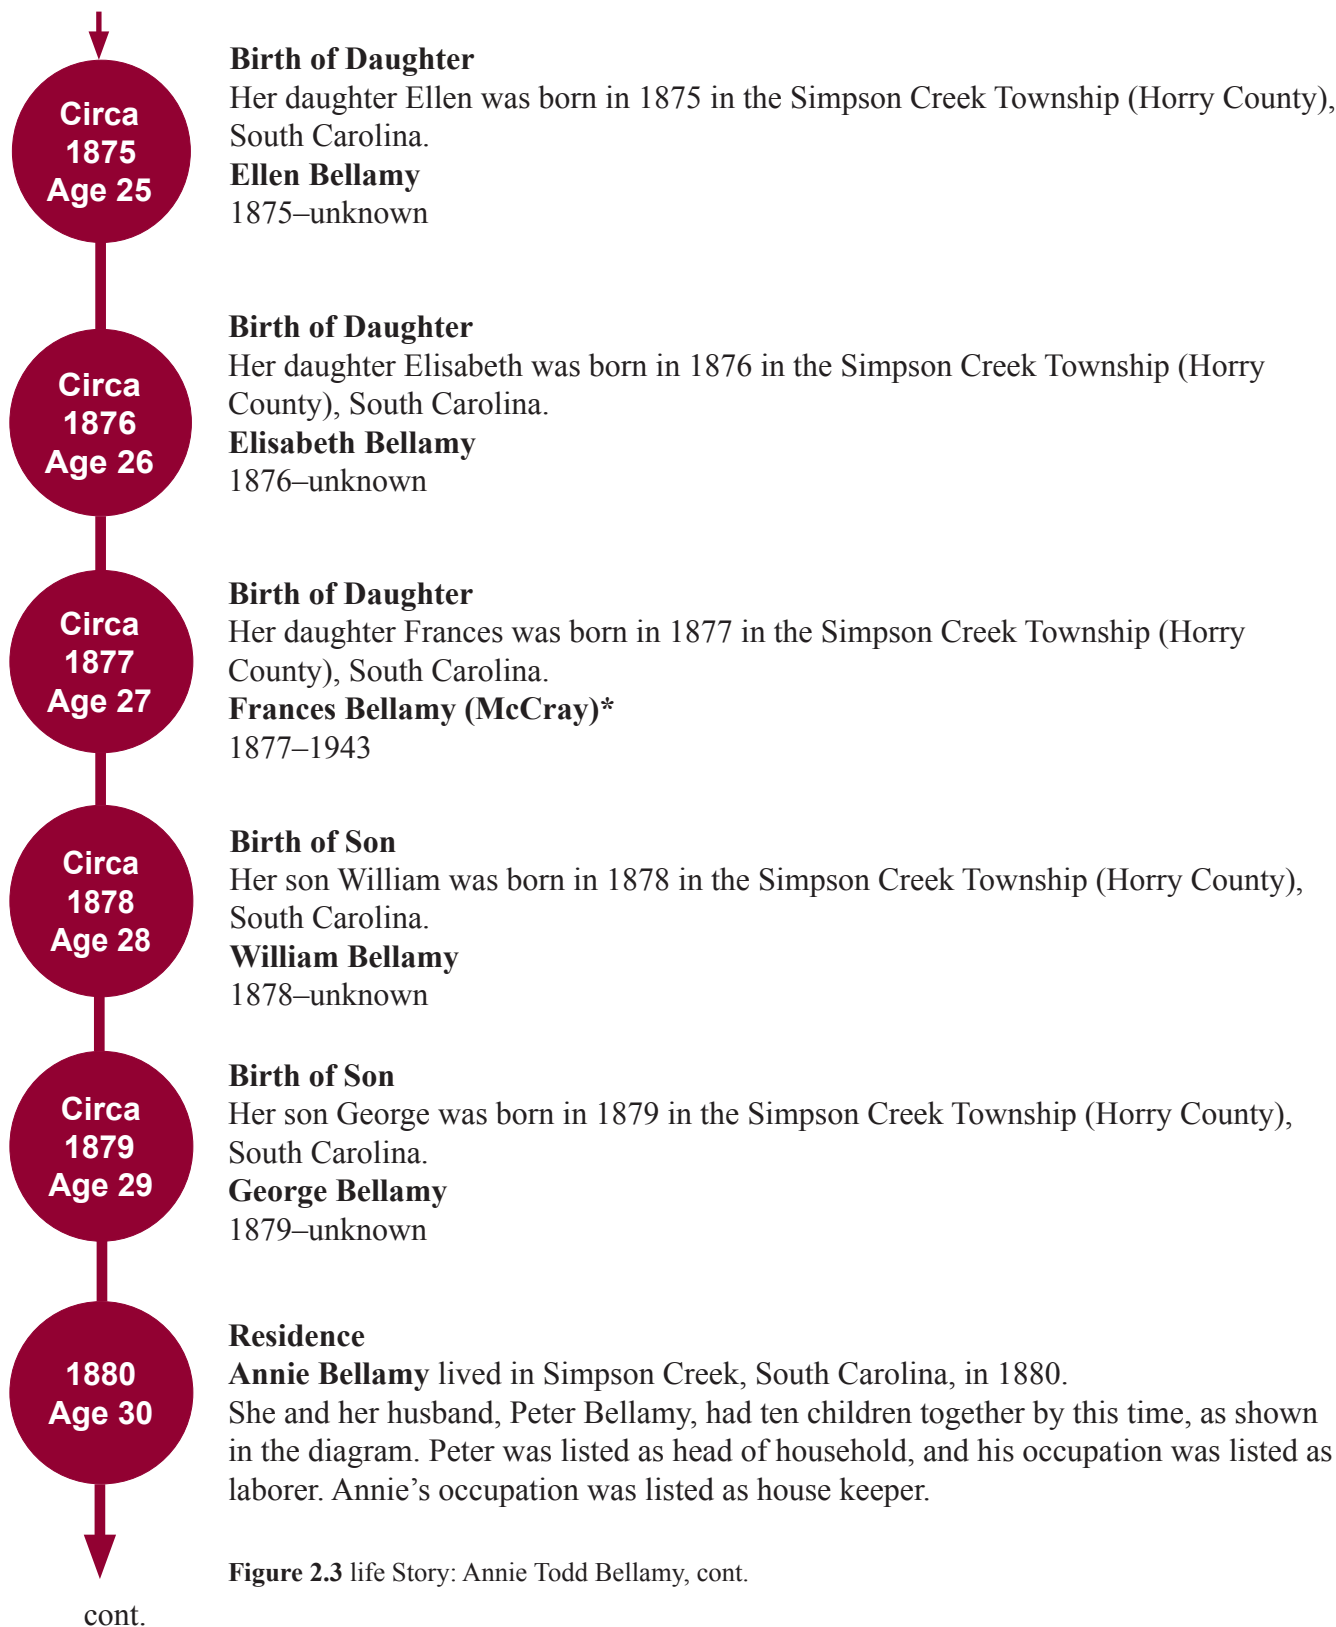 Circa
1875
Age 25
Birth of Daughter
Her daughter Ellen was born in 1875 in the Simpson Creek Township (Horry County),
South Carolina.
Ellen Bellamy
1875–unknown
Circa
1876
Age 26
Birth of Daughter
Her daughter Elisabeth was born in 1876 in the Simpson Creek Township (Horry
County), South Carolina.
Elisabeth Bellamy
1876–unknown
Circa
1877
Age 27
Birth of Daughter
Her daughter Frances was born in 1877 in the Simpson Creek Township (Horry
County), South Carolina.
Frances Bellamy (McCray)*
1877–1943
Circa
1878
Age 28
Birth of Son
Her son William was born in 1878 in the Simpson Creek Township (Horry County),
South Carolina.
William Bellamy
1878–unknown
Circa
1879
Age 29
Birth of Son
Her son George was born in 1879 in the Simpson Creek Township (Horry County),
South Carolina.
George Bellamy
1879–unknown
1880
Age 30
Residence
Annie Bellamy lived in Simpson Creek, South Carolina, in 1880.
She and her husband, Peter Bellamy, had ten children together by this time, as shown
in the diagram. Peter was listed as head of household, and his occupation was listed as
laborer. Annie’s occupation was listed as house keeper.
Figure 2.3 life Story: Annie Todd Bellamy, cont.
cont.